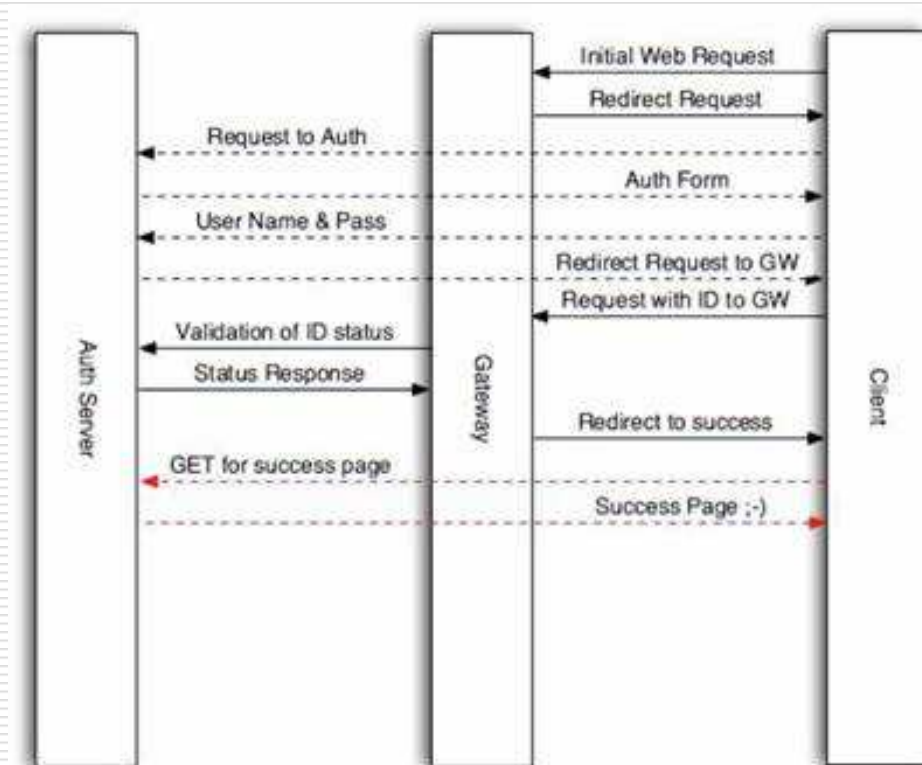 Initial Web Request
Redirect Request
Request to Auth
Auth Form
User Name & Pass
Redirect Request to GW
Request with ID to GW
Validation of ID status
Status Response
Auth Server
Gateway
Client
Redirect to success
GET for success page
Success Page ;-)